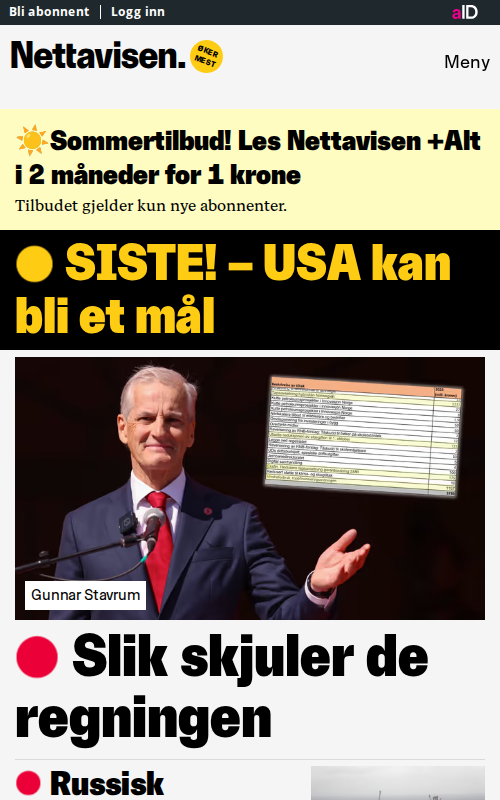 Bli abonnent
Logg inn
aID
Nettavisen.
ØKER
MEST
Meny
Sommertilbud! Les Nettavisen +Alt
i 2 måneder for 1 krone
Tilbudet gjelder kun nye abonnenter.
SISTE! – USA kan
bli et mål
Gunnar Stavrum
Slik skjuler de
regningen
Russisk